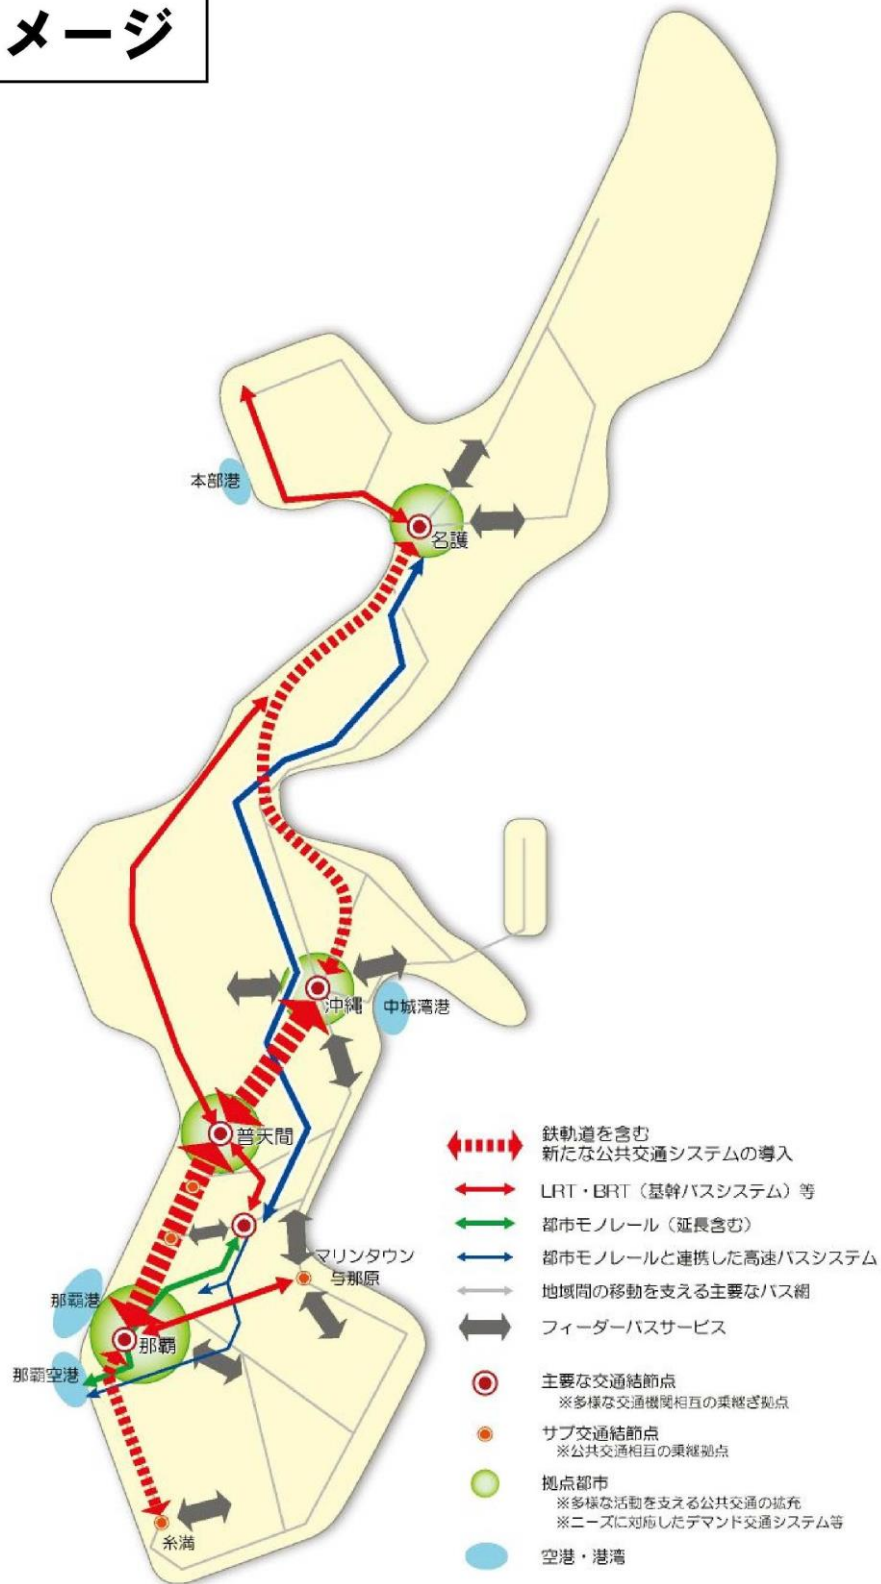 メージ
本部港
名護
沖縄
中城湾港
普天間
マリンタウン
与那原
那覇港
那覇
那覇空港
糸満
鉄軌道を含む
新たな公共交通システムの導入
LRT・BRT（基幹バスシステム）等
都市モノレール（延長含む）
都市モノレールと連携した高速バスシステム
地域間の移動を支える主要なバス網
フィーダーバスサービス
主要な交通結節点
※多様な交通機関相互の乗継ぎ拠点
サブ交通結節点
※公共交通相互の乗継拠点
拠点都市
※多様な活動を支える公共交通の拡充
※ニーズに対応したデマンド交通システム等
空港・港湾